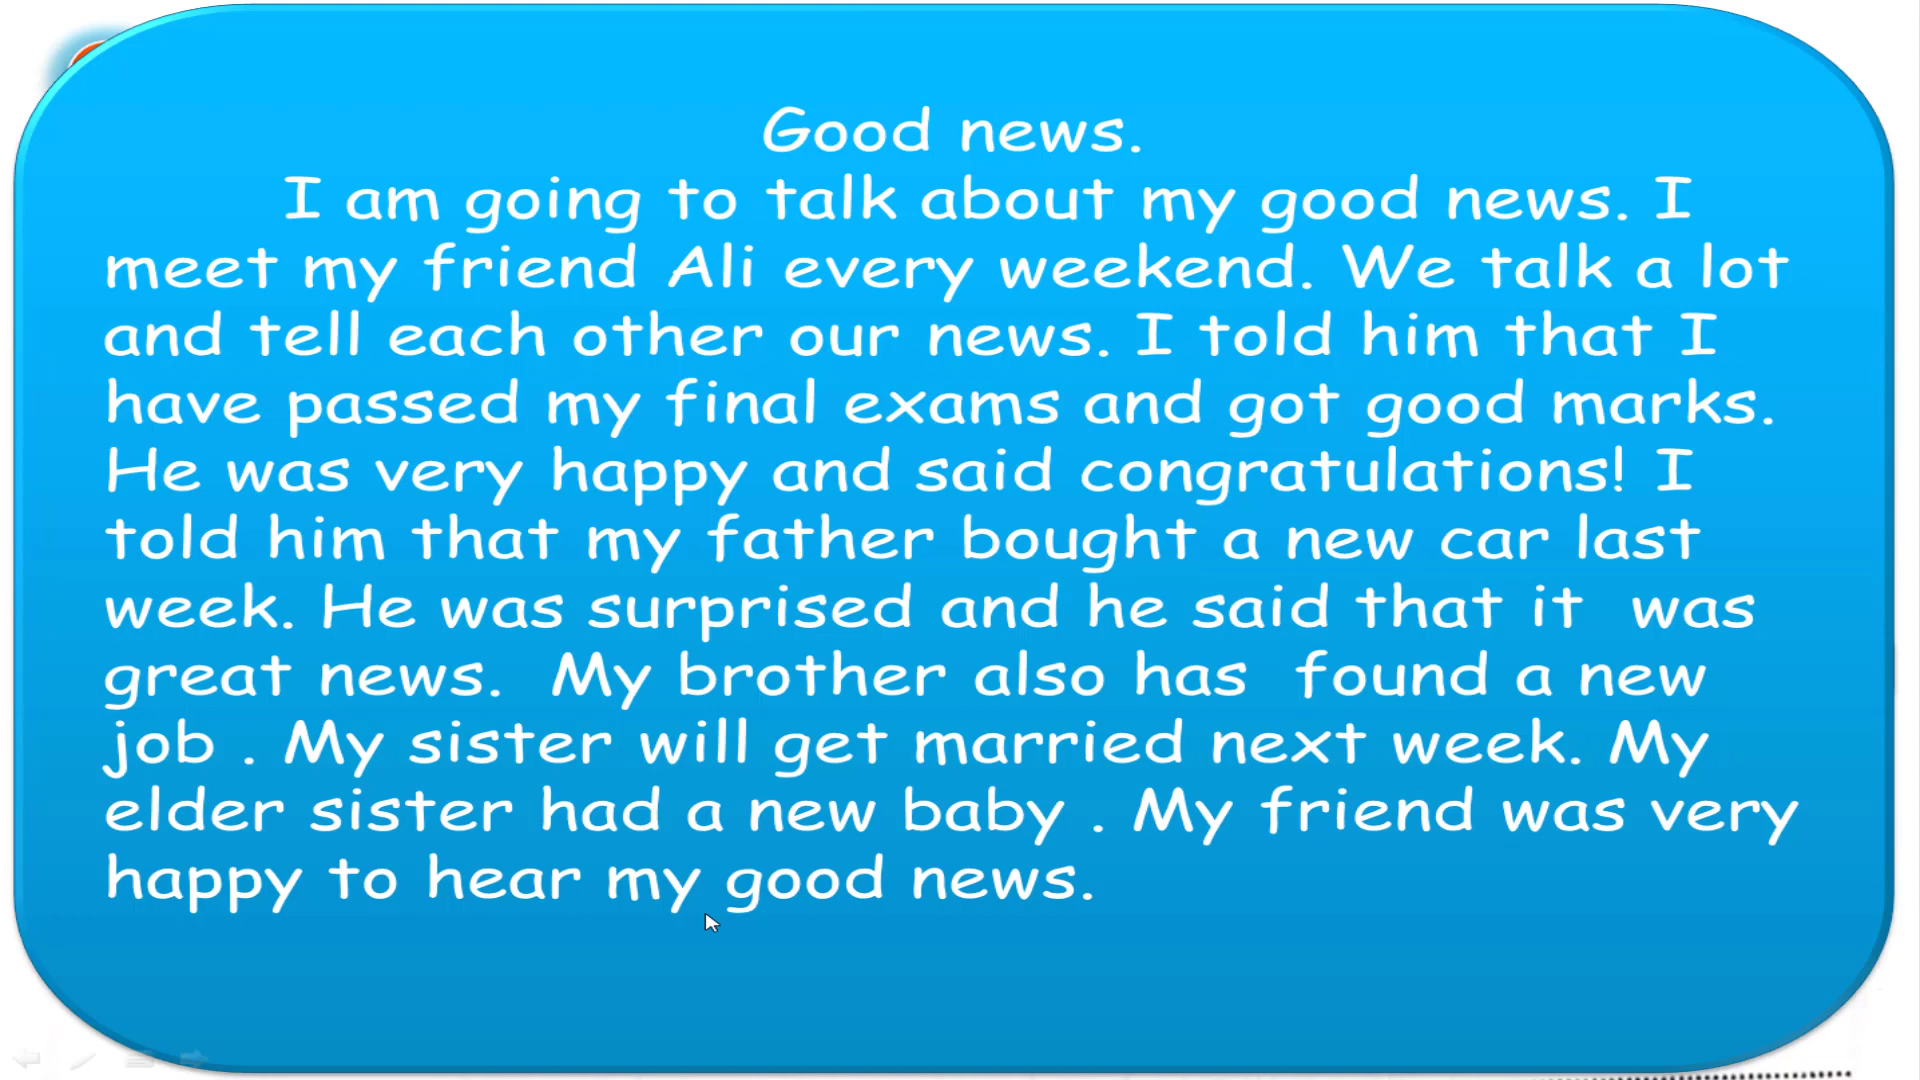 Good news.
I am going to talk about my good news. I
meet my friend Ali every weekend. We talk a lot
and tell each other our news. I told him that I
have passed my final exams and got good marks.
He was very happy and said congratulations! I
told him that my father bought a new car last
week. He was surprised and he said that it  was
great news.  My brother also has  found a new
job . My sister will get married next week. My
elder sister had a new baby . My friend was very
happy to hear my good news.